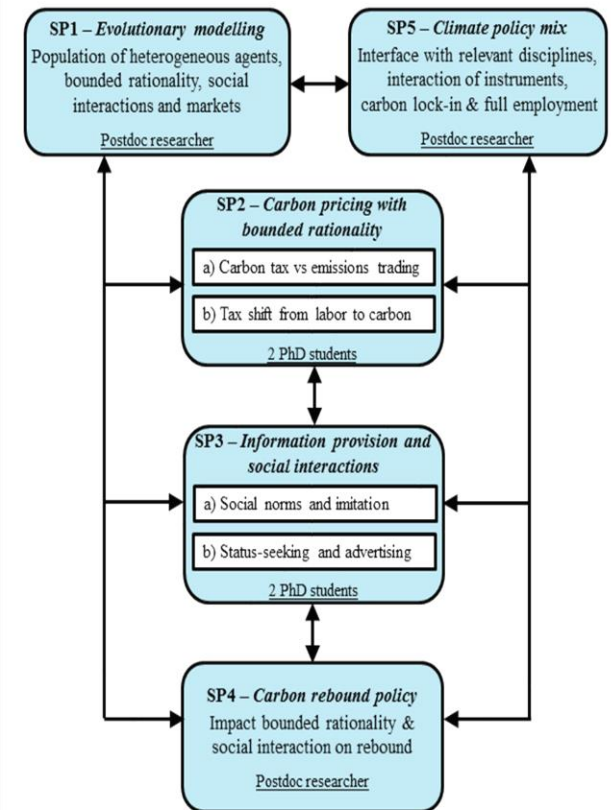 SP1 – Evolutionary modelling
Population of heterogeneous agents,
bounded rationality, social
interactions and markets
Postdoc researcher
SP5 – Climate policy mix
Interface with relevant disciplines,
interaction of instruments,
carbon lock-in & full employment
Postdoc researcher
SP2 – Carbon pricing with
bounded rationality
a) Carbon tax vs emissions trading
b) Tax shift from labor to carbon
2 PhD students
SP3 – Information provision and
social interactions
a) Social norms and imitation
b) Status-seeking and advertising
2 PhD students
SP4 – Carbon rebound policy
Impact bounded rationality &
social interaction on rebound
Postdoc researcher